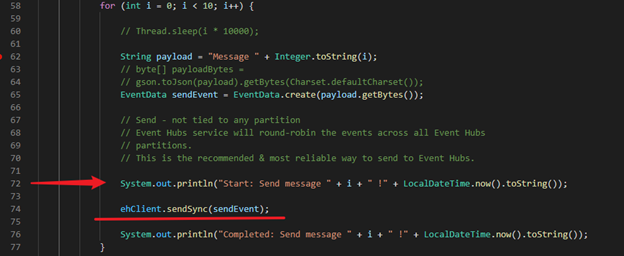 58 for (int i = 0; i < 10; i++) {
59
60 // Thread.sleep(i * 10000);
61
62 String payload = "Message " + Integer.toString(i);
63 // byte[] payloadBytes =
64 // gson.toJson(payload).getBytes(Charset.defaultCharset());
65 EventData sendEvent = EventData.create(payload.getBytes());
66
67 // Send - not tied to any partition
68 // Event Hubs service will round-robin the events across all Event Hubs
69 // partitions.
70 // This is the recommended & most reliable way to send to Event Hubs.
71
72 System.out.println("Start: Send message " + i + " !" + LocalDateTime.now().toString());
73
74 ehClient.sendSync(sendEvent);
75
76 System.out.println("Completed: Send message " + i + " !" + LocalDateTime.now().toString());
77 }